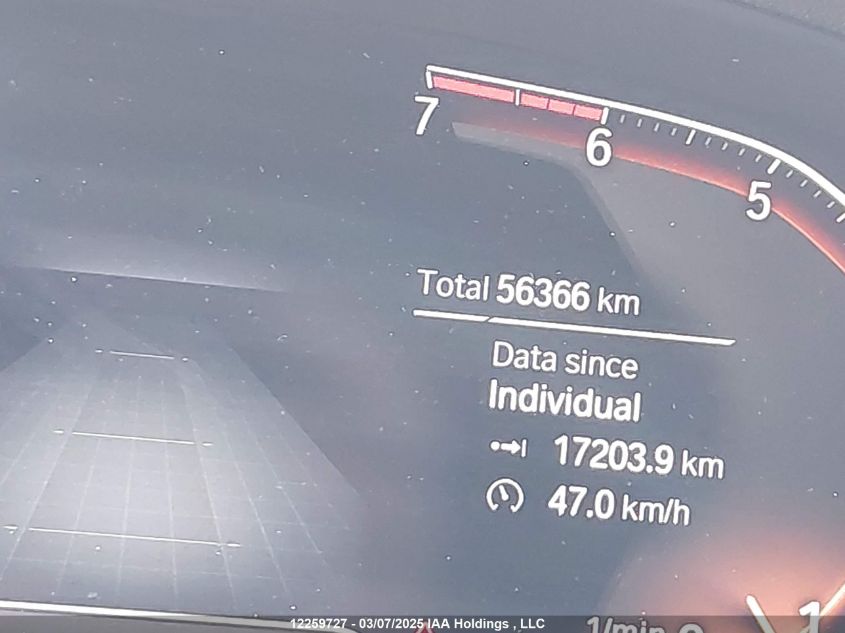 7
6
5
Total 56366 km
Data since
Individual
17203.9 km
47.0 km/h
1
1/min
12259727 - 03/07/2025 IAA Holdings , LLC